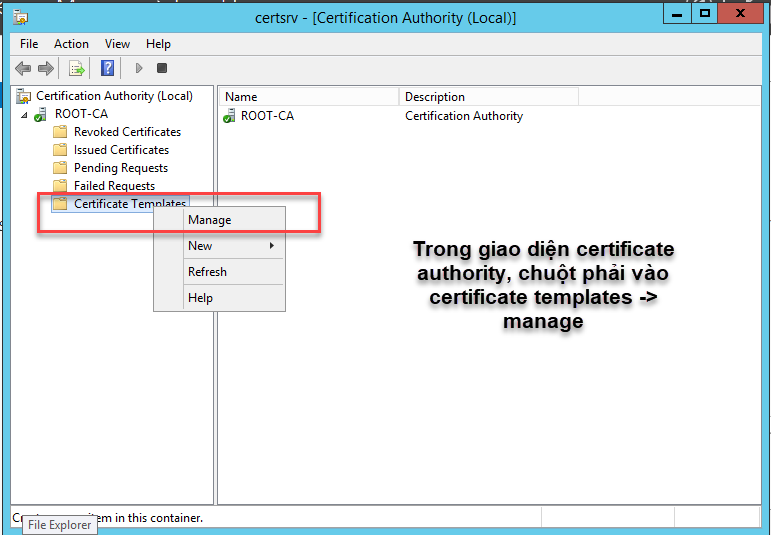 certsrv - [Certification Authority (Local)]
File Action View Help
Certification Authority (Local)
ROOT-CA
Revoked Certificates
Issued Certificates
Pending Requests
Failed Requests
Certificate Templates
Manage
New
Refresh
Help
Name Description
ROOT-CA Certification Authority
Trong giao diện certificate
authority, chuột phải vào
certificate templates ->
manage
item in this container.
File Explorer